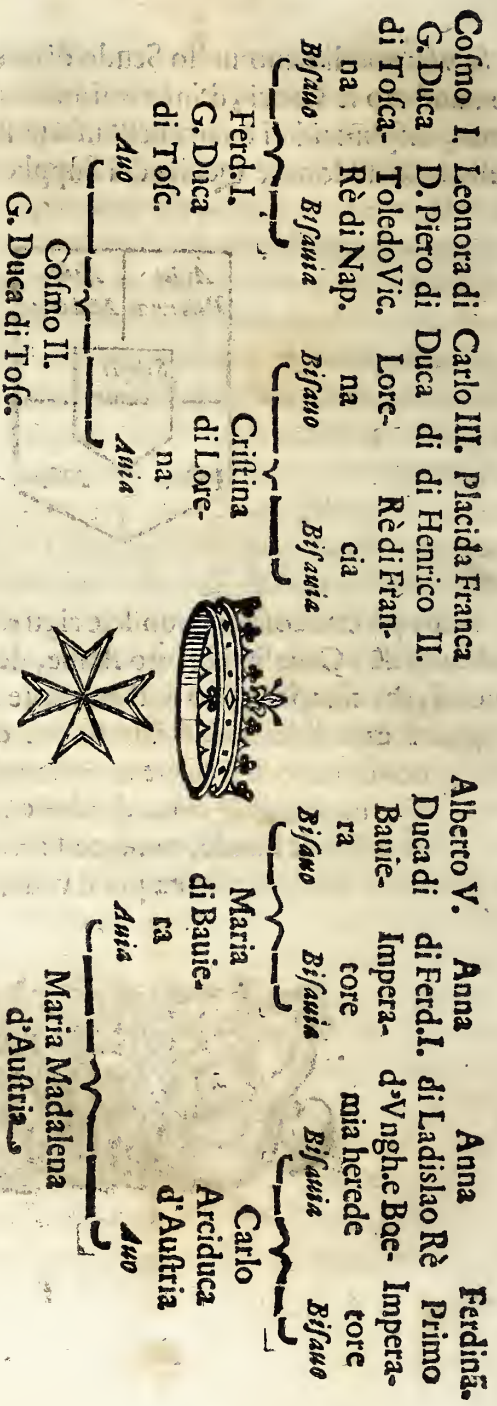 Coſmo I.
G. Duca
di Toſca-
na
Biſauo
Leonora di
D. Piero di
Toledo Vic.
Rè di Nap.
Biſauia
Carlo III.
Duca di
Lore-
na
Biſauo
Placida Franca
di Henrico II.
Rè di Fran-
cia
Biſauia
Alberto V.
Duca di
Bauie-
ra
Biſauo
Anna
di Ferd. I.
Impera-
tore
Biſauia
Anna
di Ladislao Rè
d'Vngh.e Boe-
mia herede
Biſauia
Ferdinã-
Primo
Impera-
tore
Biſauo
Ferd. I.
G. Duca
di Toſc.
Auo
Criſtina
di Lore-
na
Auia
Maria
di Bauie-
ra
Auia
Carlo
Arciduca
d'Auſtria
Auo
Coſmo II.
G. Duca di Toſc.
Maria Madalena
d'Auſtria